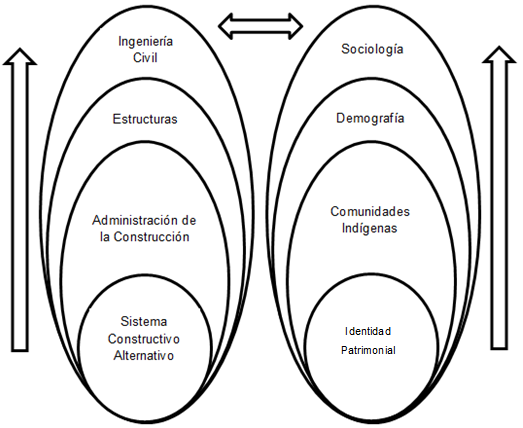 Ingeniería
Civil
Estructuras
Administración de
la Construcción
Sistema
Constructivo
Alternativo
Sociología
Demografía
Comunidades
Indígenas
Identidad
Patrimonial